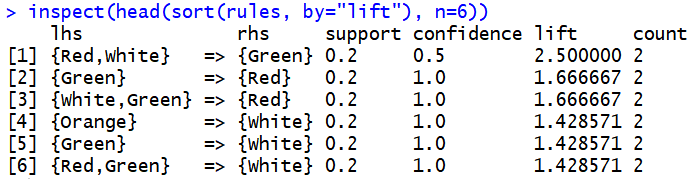 > inspect(head(sort(rules, by="lift"), n=6))
    lhs              rhs     support confidence lift     count
[1] {Red,White}   => {Green} 0.2     0.5        2.500000 2
[2] {Green}       => {Red}   0.2     1.0        1.666667 2
[3] {White,Green} => {Red}   0.2     1.0        1.666667 2
[4] {Orange}      => {White} 0.2     1.0        1.428571 2
[5] {Green}       => {White} 0.2     1.0        1.428571 2
[6] {Red,Green}   => {White} 0.2     1.0        1.428571 2